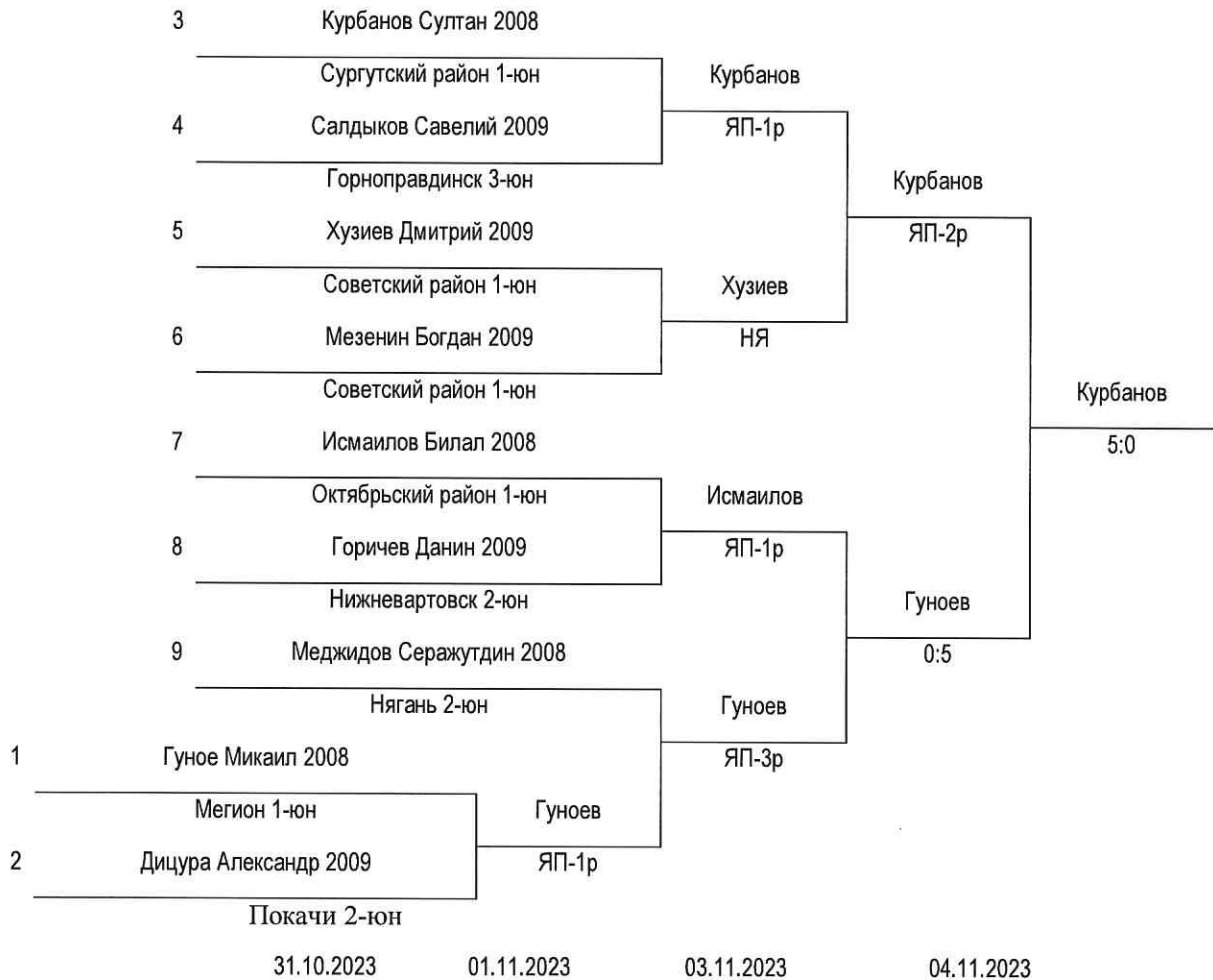 3 Курбанов Султан 2008
Сургутский район 1-юн Курбанов
4 Салдыков Савелий 2009 ЯП-1р
Горноправдинск 3-юн Курбанов
5 Хузиев Дмитрий 2009 ЯП-2р
Советский район 1-юн Хузиев
6 Мезенин Богдан 2009 НЯ
Советский район 1-юн Курбанов
7 Исмаилов Билал 2008 5:0
Октябрьский район 1-юн Исмаилов
8 Горичев Данин 2009 ЯП-1р
Нижневартовск 2-юн Гуноев
9 Меджидов Серажутдин 2008 0:5
Нягань 2-юн Гуноев
1 Гуное Микаил 2008 ЯП-3р
Мегион 1-юн Гуноев
2 Дицура Александр 2009 ЯП-1р
Покачи 2-юн
31.10.2023 01.11.2023 03.11.2023 04.11.2023